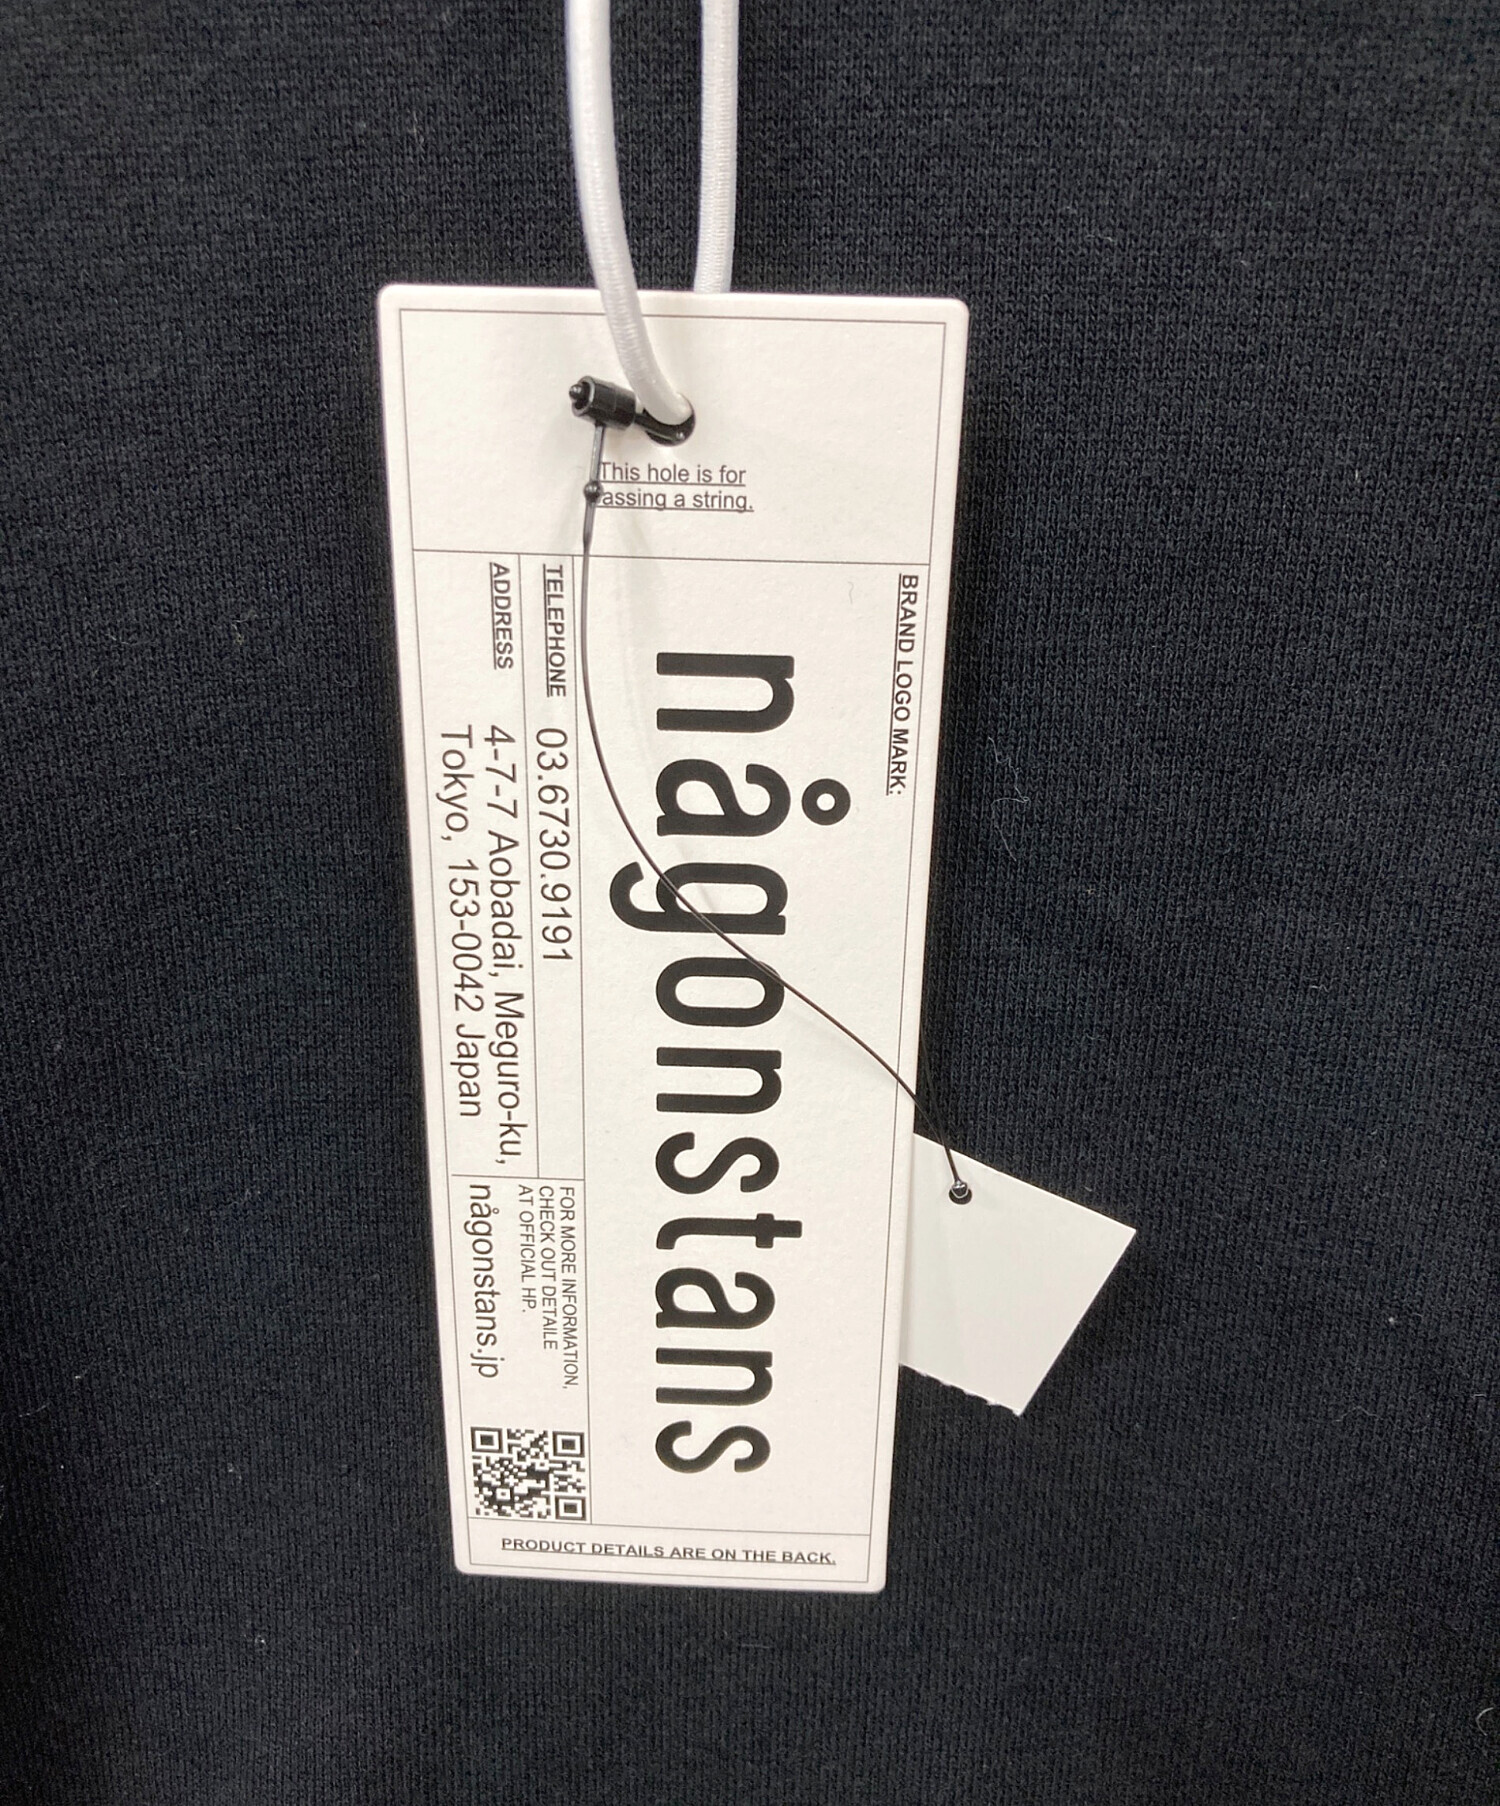 This hole is for
assing a string.
BRAND LOGO MARK:
någonstans
TELEPHONE 03.6730.9191
ADDRESS 4-7-7 Aobadai, Meguro-ku,
Tokyo, 153-0042 Japan
FOR MORE INFORMATION,
CHECK OUT DETAILE
AT OFFICIAL HP.
någonstans.jp
PRODUCT DETAILS ARE ON THE BACK.